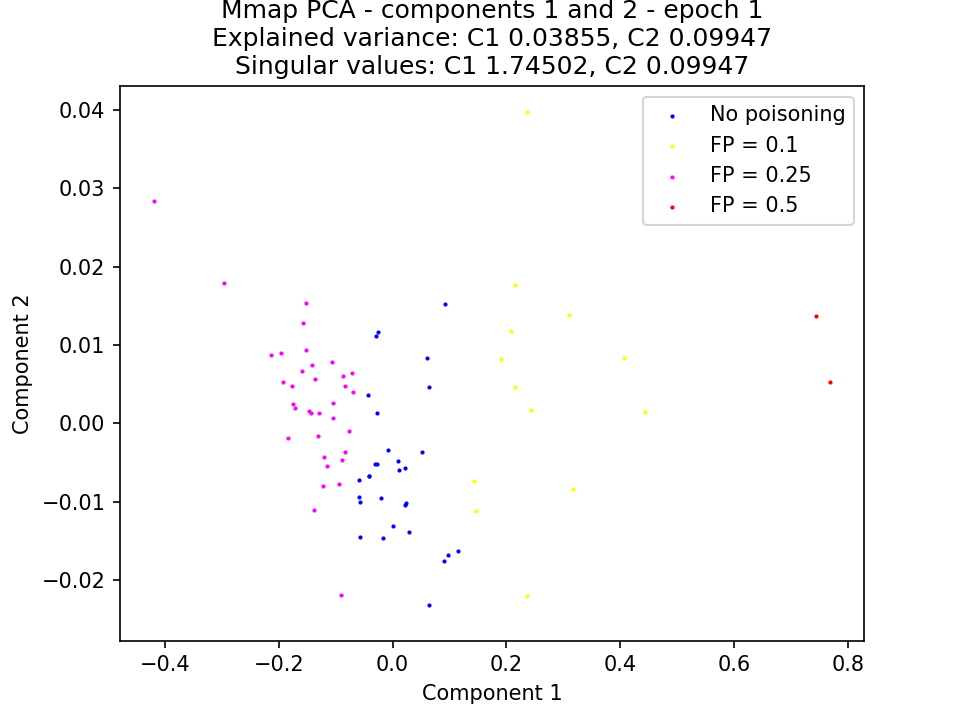 Mmap PCA - components 1 and 2 - epoch 1
Explained variance: C1 0.03855, C2 0.09947
Singular values: C1 1.74502, C2 0.09947
No poisoning
FP = 0.1
FP = 0.25
FP = 0.5
0.04
0.03
0.02
0.01
0.00
−0.01
−0.02
Component 2
−0.4
−0.2
0.0
0.2
0.4
0.6
0.8
Component 1